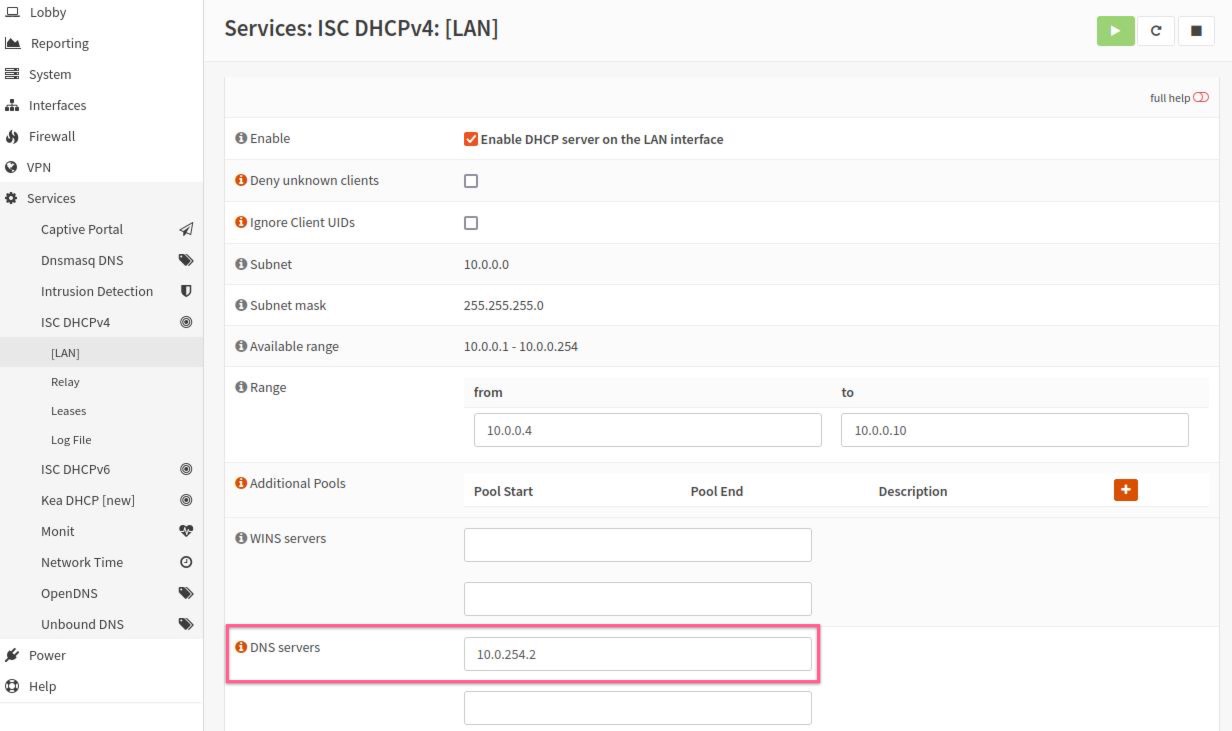 Lobby
Reporting
System
Interfaces
Firewall
VPN
Services
Captive Portal
Dnsmasq DNS
Intrusion Detection
ISC DHCPv4
[LAN]
Relay
Leases
Log File
ISC DHCPv6
Kea DHCP [new]
Monit
Network Time
OpenDNS
Unbound DNS
Power
Help
Services: ISC DHCPv4: [LAN]
full help
Enable Enable DHCP server on the LAN interface
Deny unknown clients
Ignore Client UIDs
Subnet 10.0.0.0
Subnet mask 255.255.255.0
Available range 10.0.0.1 - 10.0.0.254
Range from to
10.0.0.4 10.0.0.10
Additional Pools Pool Start Pool End Description
WINS servers
DNS servers 10.0.254.2